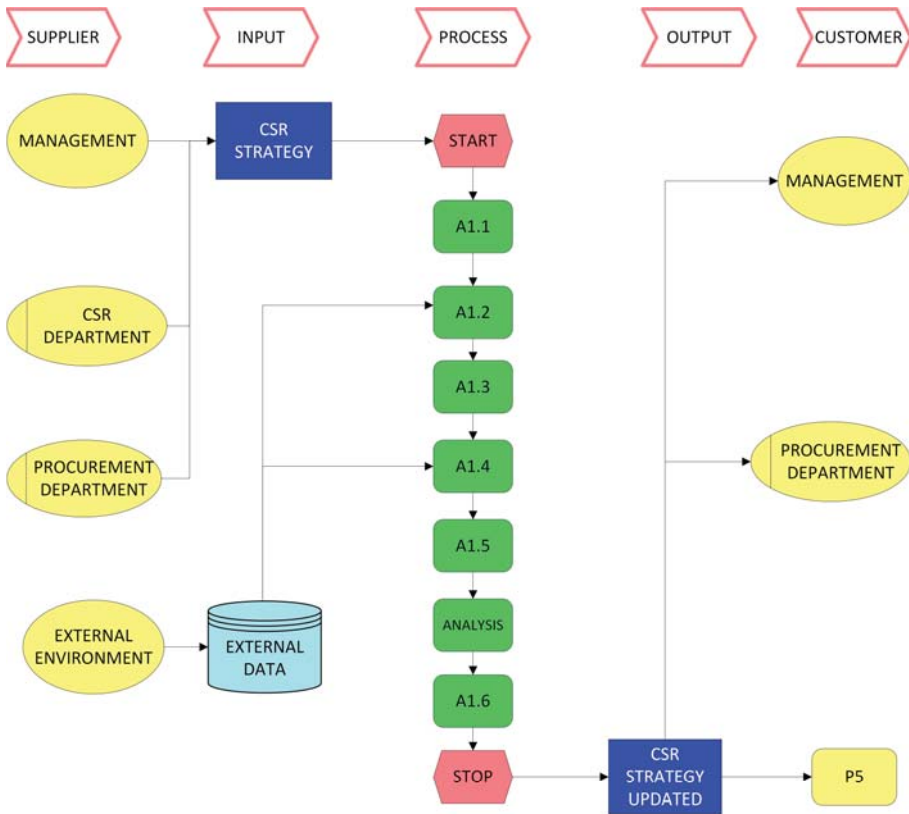 SUPPLIER
INPUT
PROCESS
OUTPUT
CUSTOMER
MANAGEMENT
CSR
STRATEGY
START
MANAGEMENT
A1.1
CSR
DEPARTMENT
A1.2
A1.3
PROCUREMENT
DEPARTMENT
A1.4
PROCUREMENT
DEPARTMENT
A1.5
EXTERNAL
ENVIRONMENT
EXTERNAL
DATA
ANALYSIS
A1.6
STOP
CSR
STRATEGY
UPDATED
P5